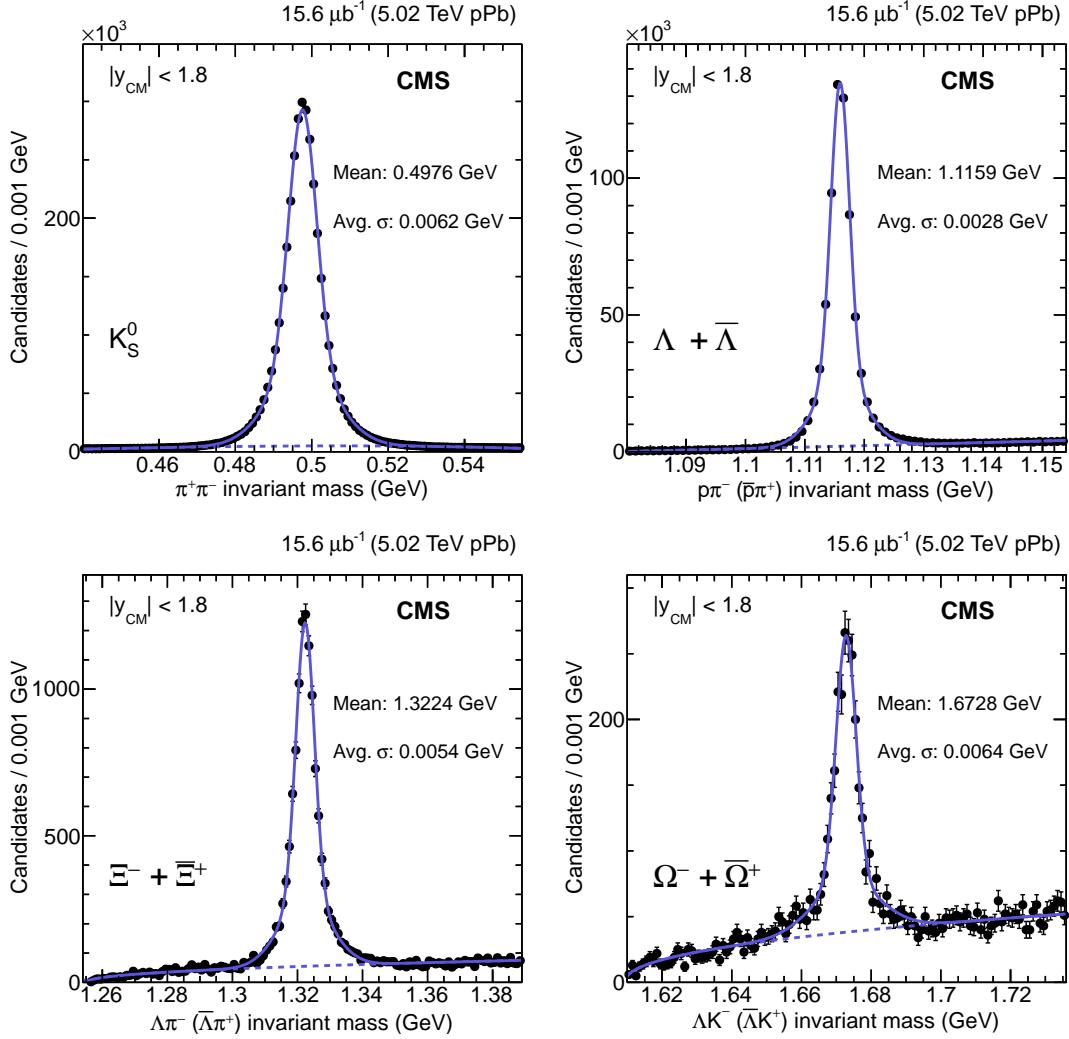 15.6 μb⁻¹ (5.02 TeV pPb)
×10³
|y_CM| < 1.8
CMS
Mean: 0.4976 GeV
Avg. σ: 0.0062 GeV
K⁰_S
Candidates / 0.001 GeV
200
0
0.46 0.48 0.5 0.52 0.54
π⁺π⁻ invariant mass (GeV)
15.6 μb⁻¹ (5.02 TeV pPb)
×10³
|y_CM| < 1.8
CMS
Mean: 1.1159 GeV
Avg. σ: 0.0028 GeV
Λ + Λ̅
Candidates / 0.001 GeV
100
50
0
1.09 1.1 1.11 1.12 1.13 1.14 1.15
pπ⁻ (p̅π⁺) invariant mass (GeV)
15.6 μb⁻¹ (5.02 TeV pPb)
|y_CM| < 1.8
CMS
Mean: 1.3224 GeV
Avg. σ: 0.0054 GeV
Ξ⁻ + Ξ̅⁺
Candidates / 0.001 GeV
1000
500
0
1.26 1.28 1.3 1.32 1.34 1.36 1.38
Λπ⁻ (Λ̅π⁺) invariant mass (GeV)
15.6 μb⁻¹ (5.02 TeV pPb)
|y_CM| < 1.8
CMS
Mean: 1.6728 GeV
Avg. σ: 0.0064 GeV
Ω⁻ + Ω̅⁺
Candidates / 0.001 GeV
200
0
1.62 1.64 1.66 1.68 1.7 1.72
ΛK⁻ (Λ̅K⁺) invariant mass (GeV)